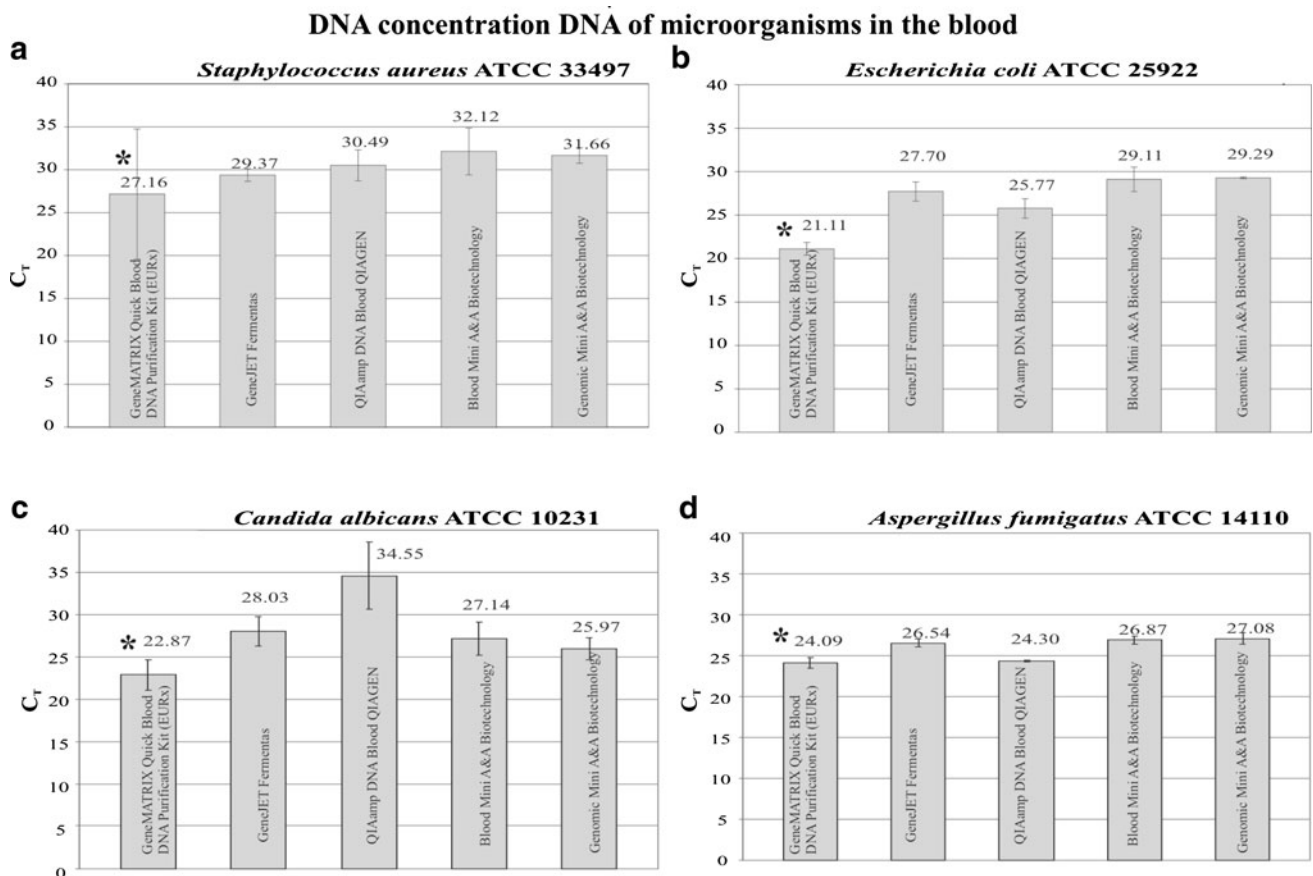 DNA concentration DNA of microorganisms in the blood
a
Staphylococcus aureus ATCC 33497
40
35
30
25
20
15
10
5
0
C_T
*
27.16
29.37
30.49
32.12
31.66
GeneMATRIX Quick Blood
DNA Purification Kit (EURx)
GeneJET Fermentas
QIAamp DNA Blood QIAGEN
Blood Mini A&A Biotechnology
Genomic Mini A&A Biotechnology
b
Escherichia coli ATCC 25922
40
35
30
25
20
15
10
5
0
C_T
*
21.11
27.70
25.77
29.11
29.29
GeneMATRIX Quick Blood
DNA Purification Kit (EURx)
GeneJET Fermentas
QIAamp DNA Blood QIAGEN
Blood Mini A&A Biotechnology
Genomic Mini A&A Biotechnology
c
Candida albicans ATCC 10231
40
35
30
25
20
15
10
5
0
C_T
*
22.87
28.03
34.55
27.14
25.97
GeneMATRIX Quick Blood
DNA Purification Kit (EURx)
GeneJET Fermentas
QIAamp DNA Blood QIAGEN
Blood Mini A&A Biotechnology
Genomic Mini A&A Biotechnology
d
Aspergillus fumigatus ATCC 14110
40
35
30
25
20
15
10
5
0
C_T
*
24.09
26.54
24.30
26.87
27.08
GeneMATRIX Quick Blood
DNA Purification Kit (EURx)
GeneJET Fermentas
QIAamp DNA Blood QIAGEN
Blood Mini A&A Biotechnology
Genomic Mini A&A Biotechnology